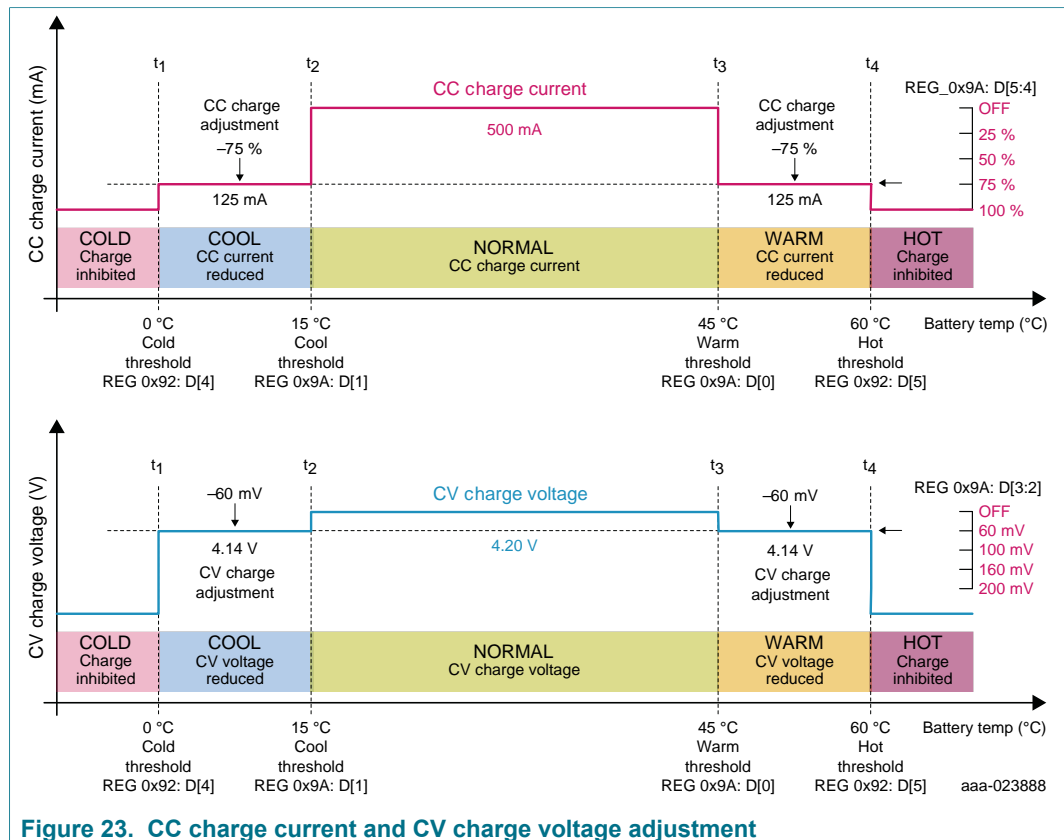 CC charge current (mA)
t1
t2
t3
t4
REG_0x9A: D[5:4]
CC charge
adjustment
–75 %
125 mA
CC charge current
500 mA
CC charge
adjustment
–75 %
125 mA
OFF
25 %
50 %
75 %
100 %
COLD
Charge
inhibited
COOL
CC current
reduced
NORMAL
CC charge current
WARM
CC current
reduced
HOT
Charge
inhibited
0 °C
Cold
threshold
REG 0x92: D[4]
15 °C
Cool
threshold
REG 0x9A: D[1]
45 °C
Warm
threshold
REG 0x9A: D[0]
60 °C
Hot
threshold
REG 0x92: D[5]
Battery temp (°C)
CV charge voltage (V)
t1
t2
t3
t4
REG 0x9A: D[3:2]
–60 mV
4.14 V
CV charge
adjustment
CV charge voltage
4.20 V
–60 mV
4.14 V
CV charge
adjustment
OFF
60 mV
100 mV
160 mV
200 mV
COLD
Charge
inhibited
COOL
CV voltage
reduced
NORMAL
CV charge voltage
WARM
CV voltage
reduced
HOT
Charge
inhibited
0 °C
Cold
threshold
REG 0x92: D[4]
15 °C
Cool
threshold
REG 0x9A: D[1]
45 °C
Warm
threshold
REG 0x9A: D[0]
60 °C
Hot
threshold
REG 0x92: D[5]
Battery temp (°C)
aaa-023888
Figure 23. CC charge current and CV charge voltage adjustment